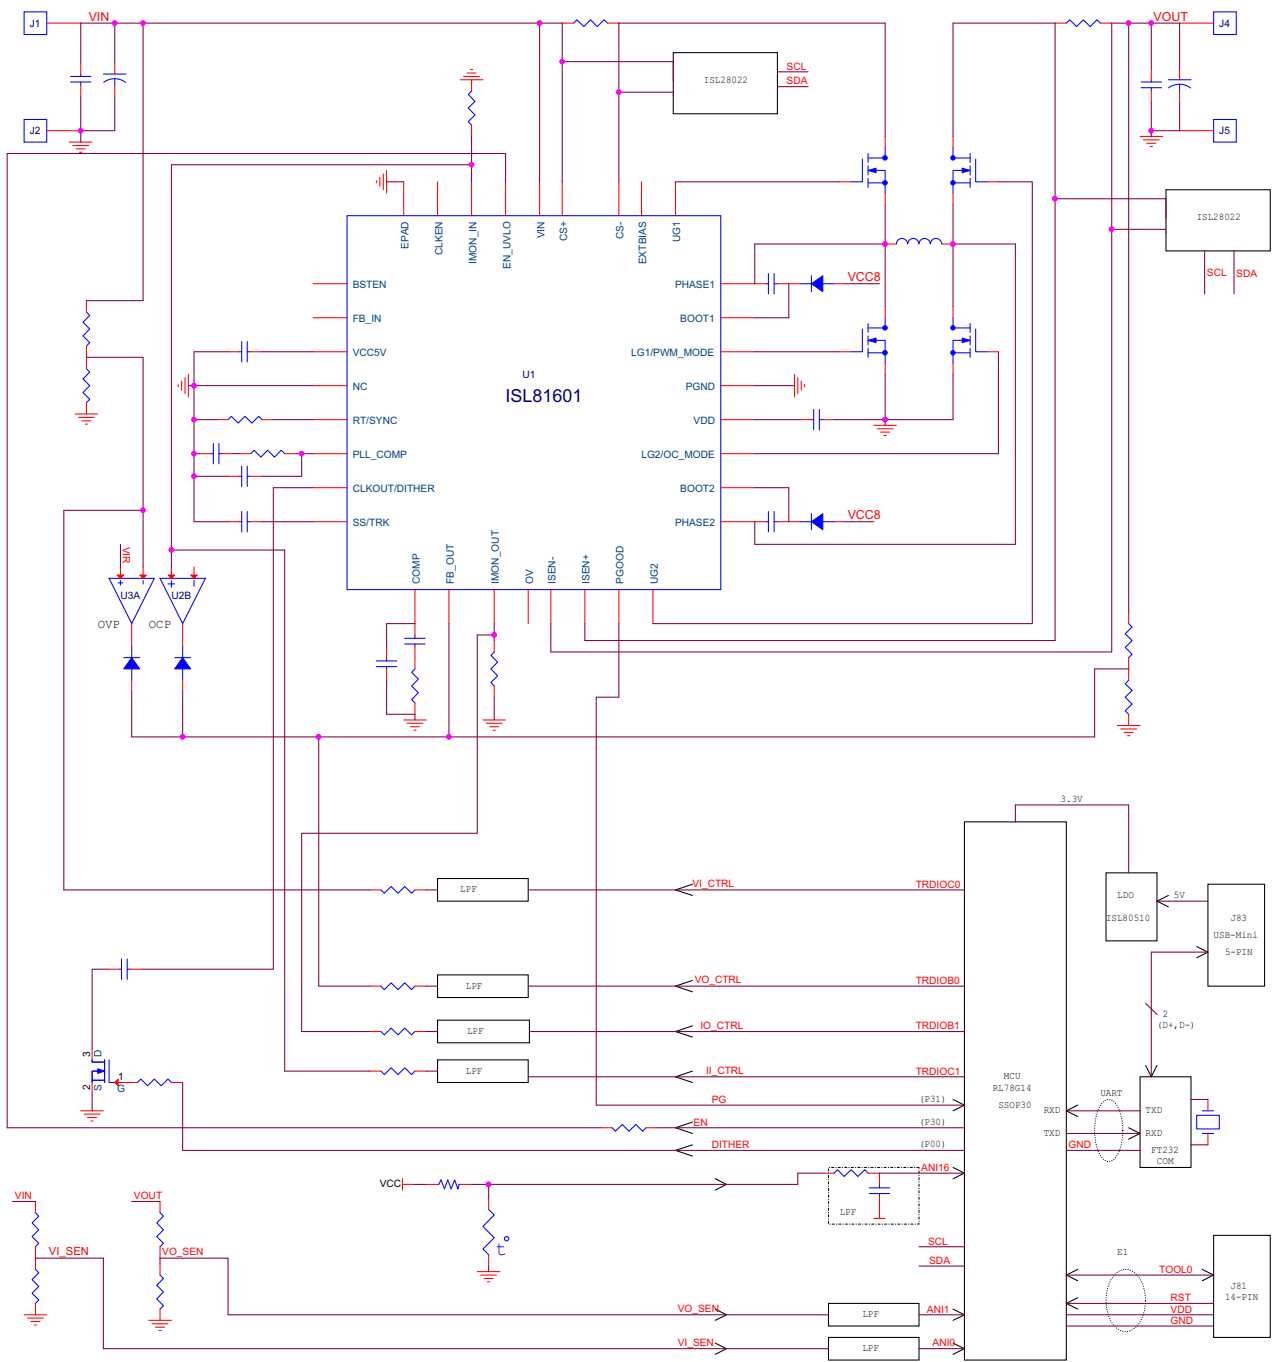 J1
VIN
VOUT
J4
ISL28022
SCL
SDA
J2
J5
ISL28022
SCL
SDA
EPAD
CLKEN
IMON_IN
EN_UVLO
VIN
CS+
CS-
EXTBIAS
UG1
BSTEN
FB_IN
VCC5V
NC
RT/SYNC
PLL_COMP
CLKOUT/DITHER
SS/TRK
U1
ISL81601
PHASE1
BOOT1
LG1/PWM_MODE
PGND
VDD
LG2/OC_MODE
BOOT2
PHASE2
VCC8
VCC8
COMP
FB_OUT
IMON_OUT
OV
ISEN-
ISEN+
PGOOD
UG2
VIR
+
-
U3A
+
-
U2B
OVP
OCP
3.3V
LPF
VI_CTRL
TRDIOC0
LDO
ISL80510
5V
J83
USB-Mini
5-PIN
LPF
VO_CTRL
TRDIOB0
2
(D+,D-)
LPF
IO_CTRL
TRDIOB1
LPF
II_CTRL
TRDIOC1
3
D
2
S
1
G
MCU
RL78G14
SSOP30
PG
(P31)
EN
(P30)
DITHER
(P00)
UART
RXD
TXD
TXD
RXD
GND
FT232
COM
VCC
ANI16
LPF
t°
VIN
VOUT
VI_SEN
VO_SEN
SCL
SDA
E1
TOOL0
RST
VDD
GND
J81
14-PIN
VO_SEN
LPF
ANI1
VI_SEN
LPF
ANI0